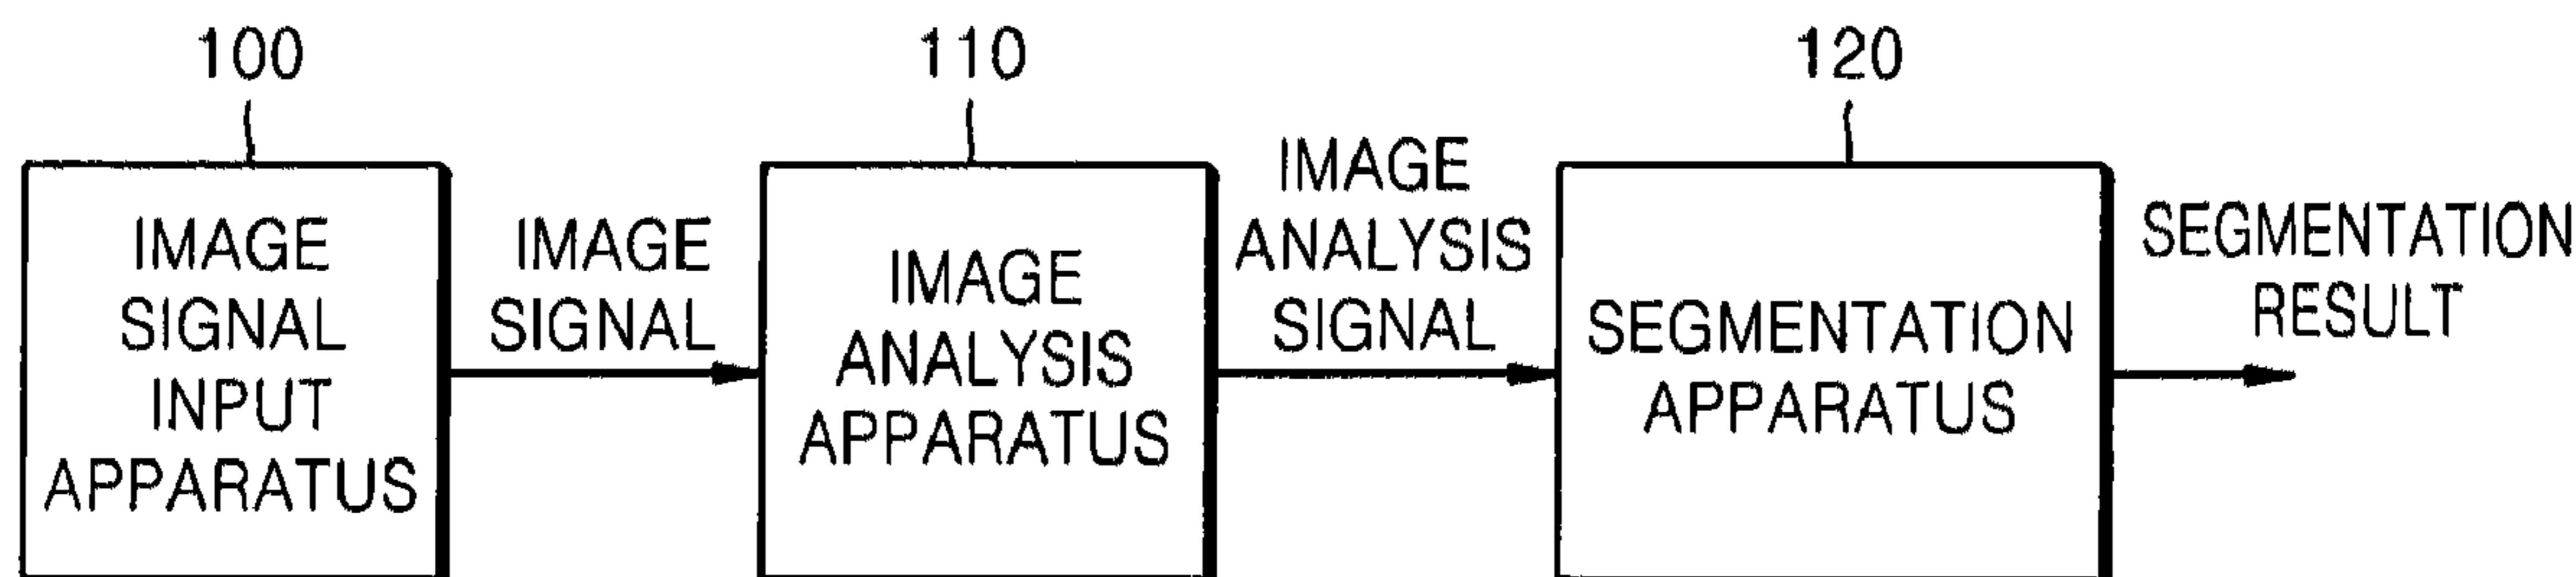 100
110
120
IMAGE
SIGNAL
INPUT
APPARATUS
IMAGE
SIGNAL
IMAGE
ANALYSIS
APPARATUS
IMAGE
ANALYSIS
SIGNAL
SEGMENTATION
APPARATUS
SEGMENTATION
RESULT